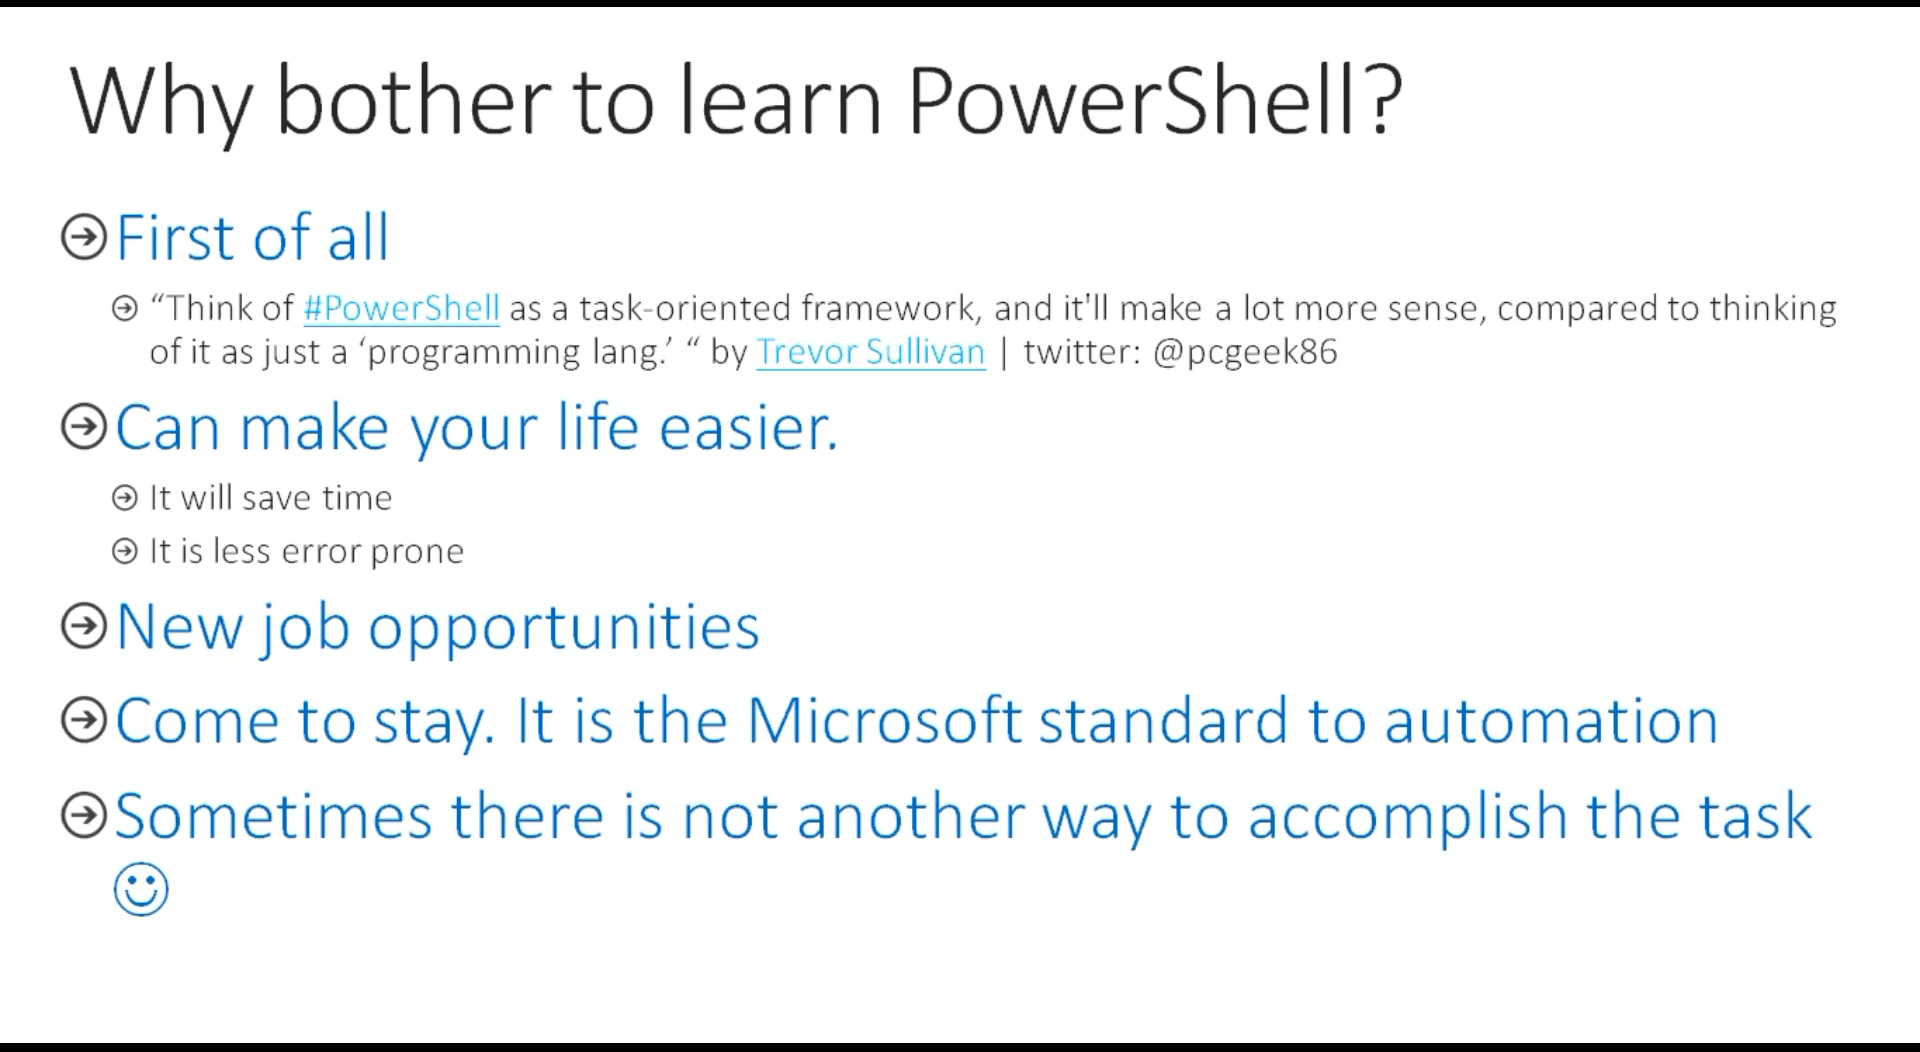 Why bother to learn PowerShell?
First of all
“Think of #PowerShell as a task-oriented framework, and it'll make a lot more sense, compared to thinking
of it as just a ‘programming lang.’ “ by Trevor Sullivan | twitter: @pcgeek86
Can make your life easier.
It will save time
It is less error prone
New job opportunities
Come to stay. It is the Microsoft standard to automation
Sometimes there is not another way to accomplish the task